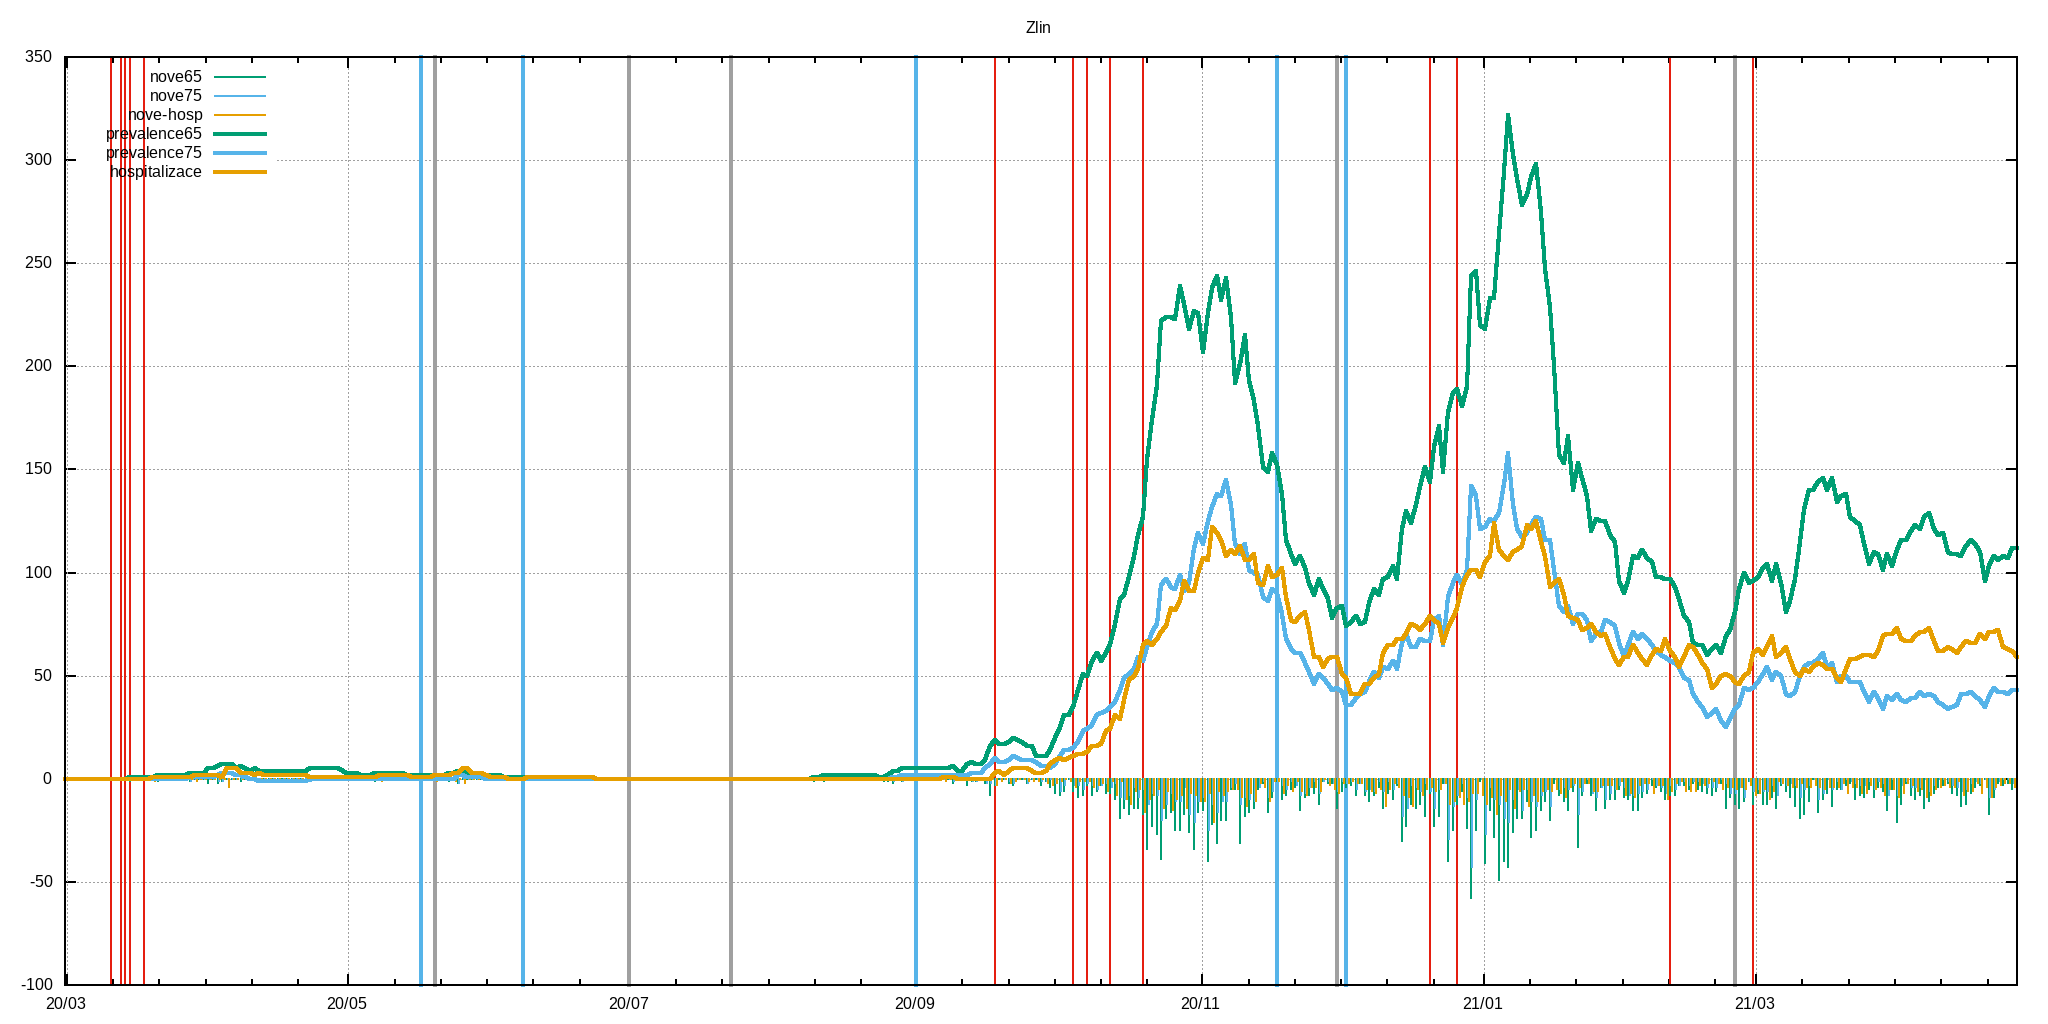 Zlin
350
300
250
200
150
100
50
0
-50
-100
nove65
nove75
nove-hosp
prevalence65
prevalence75
hospitalizace
20/03 20/05 20/07 20/09 20/11 21/01 21/03